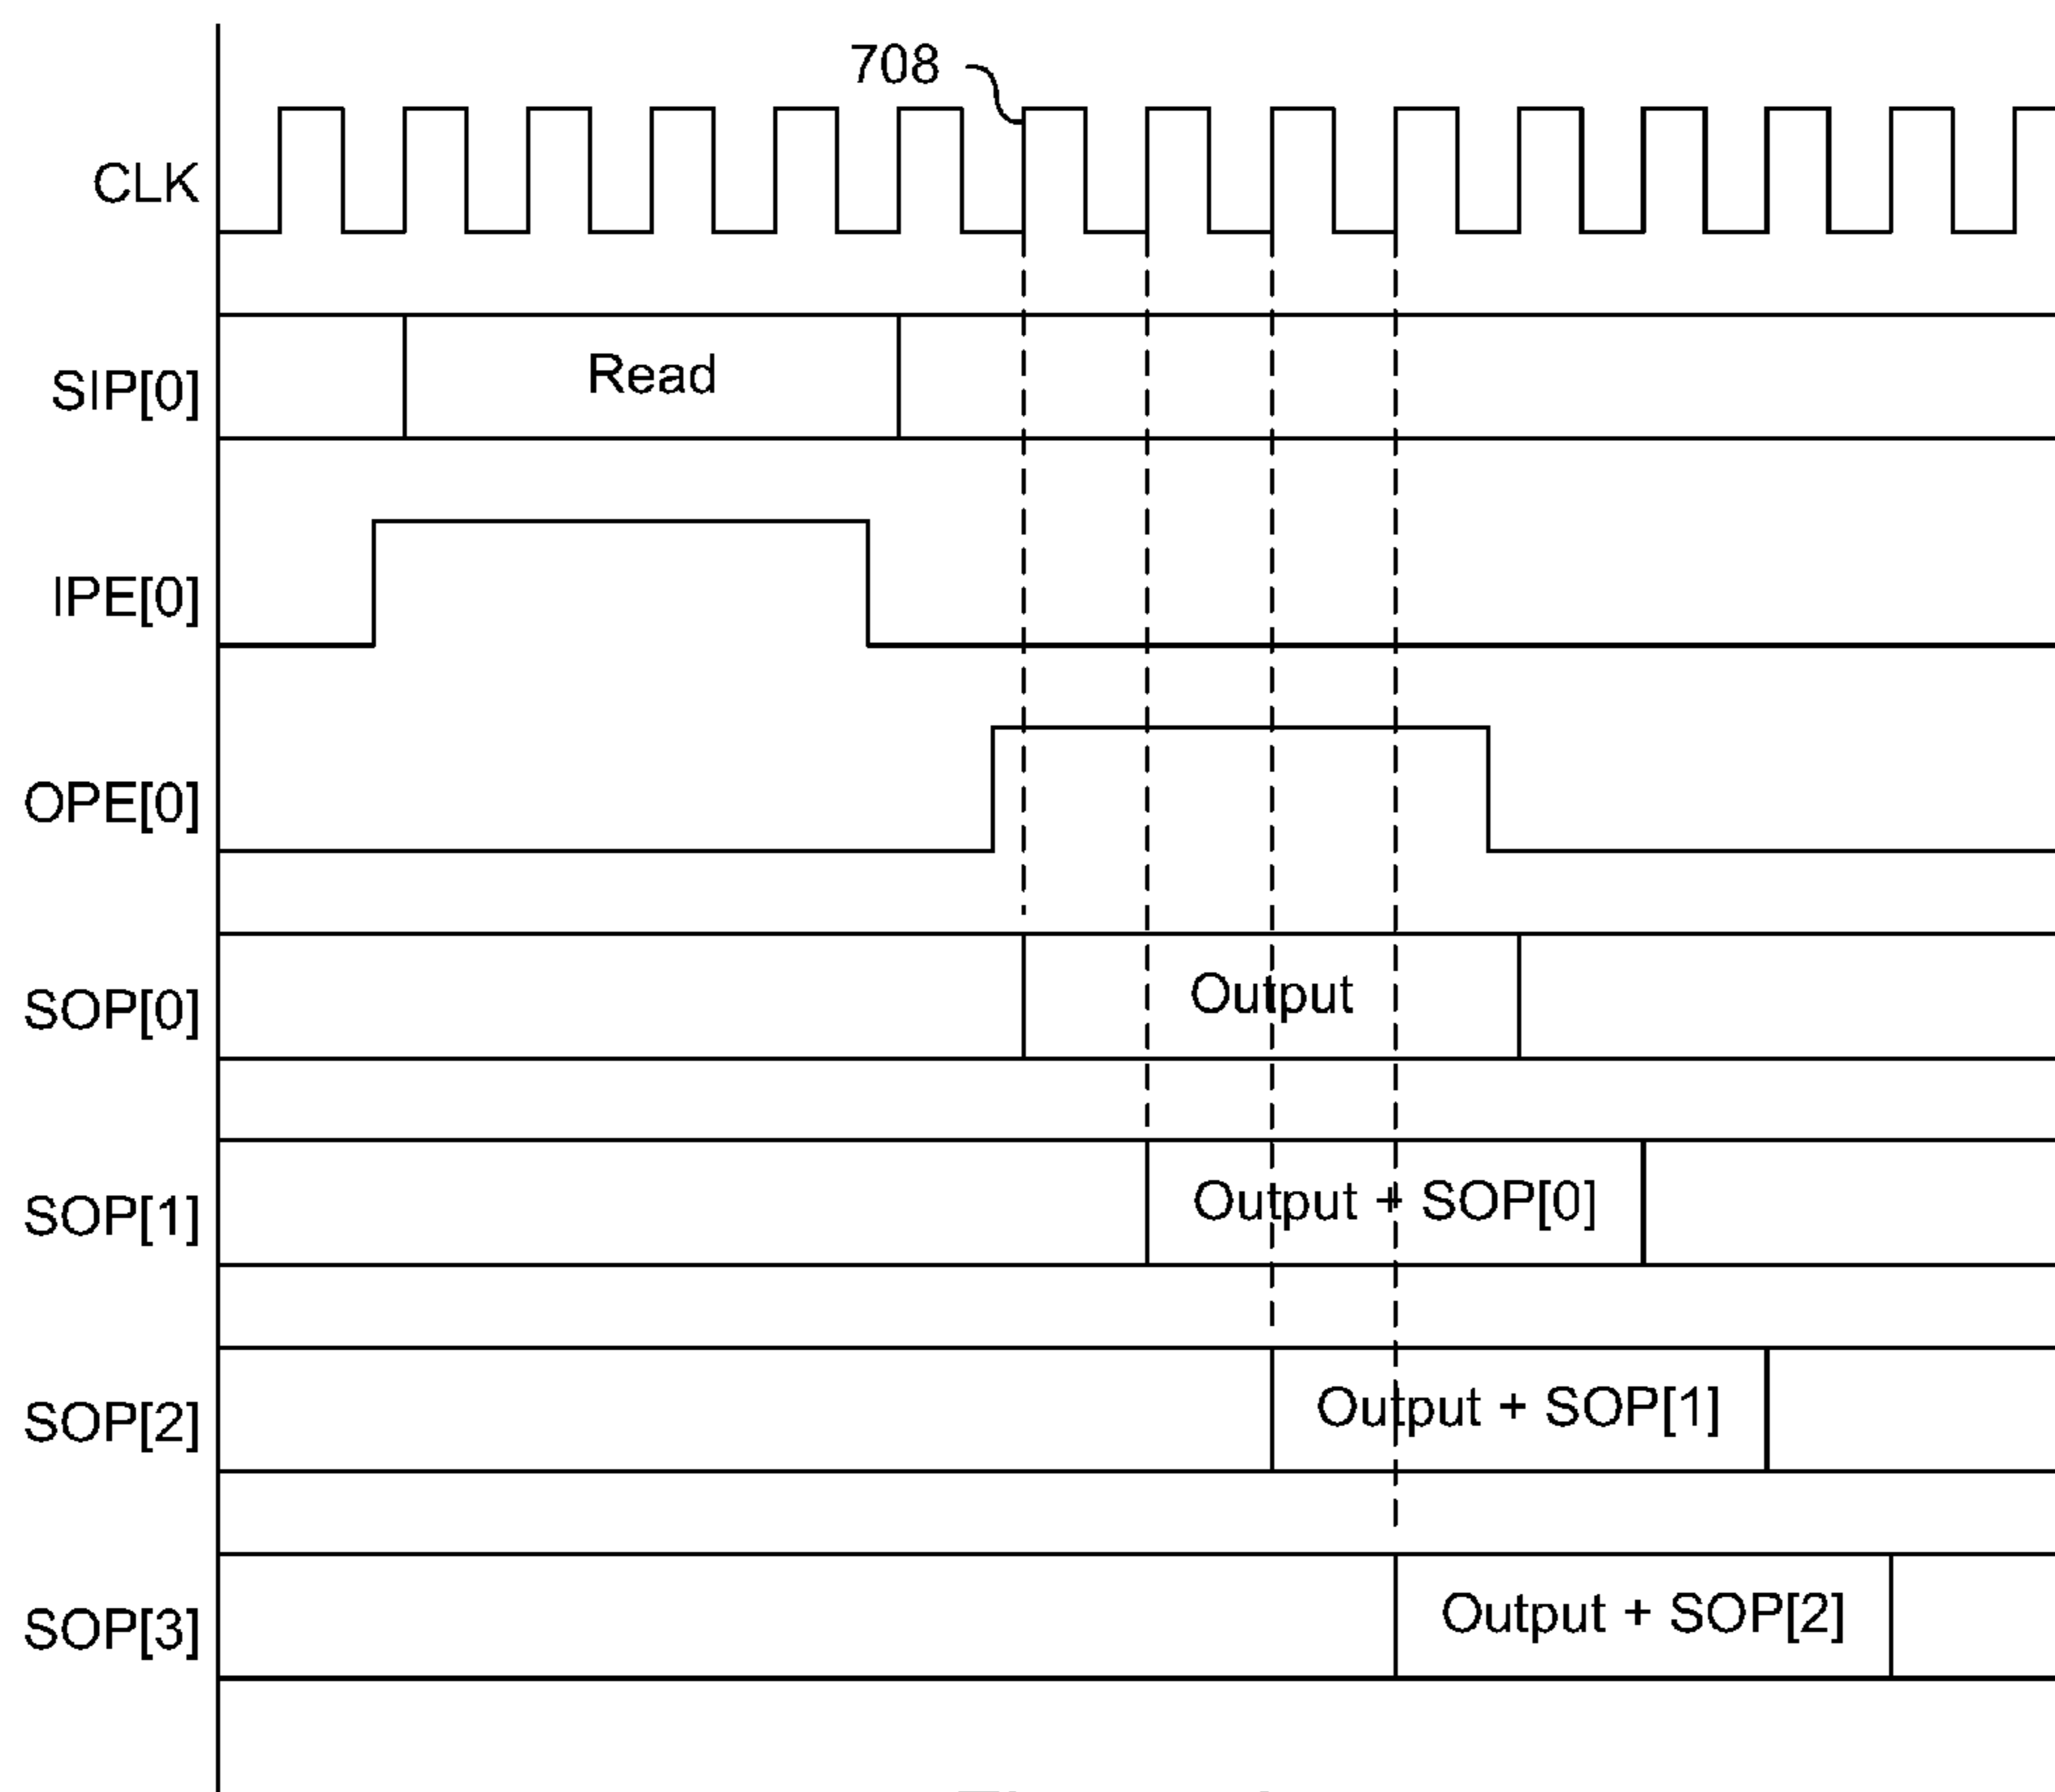 708
CLK
SIP[0]
Read
IPE[0]
OPE[0]
SOP[0]
Output
SOP[1]
Output + SOP[0]
SOP[2]
Output + SOP[1]
SOP[3]
Output + SOP[2]